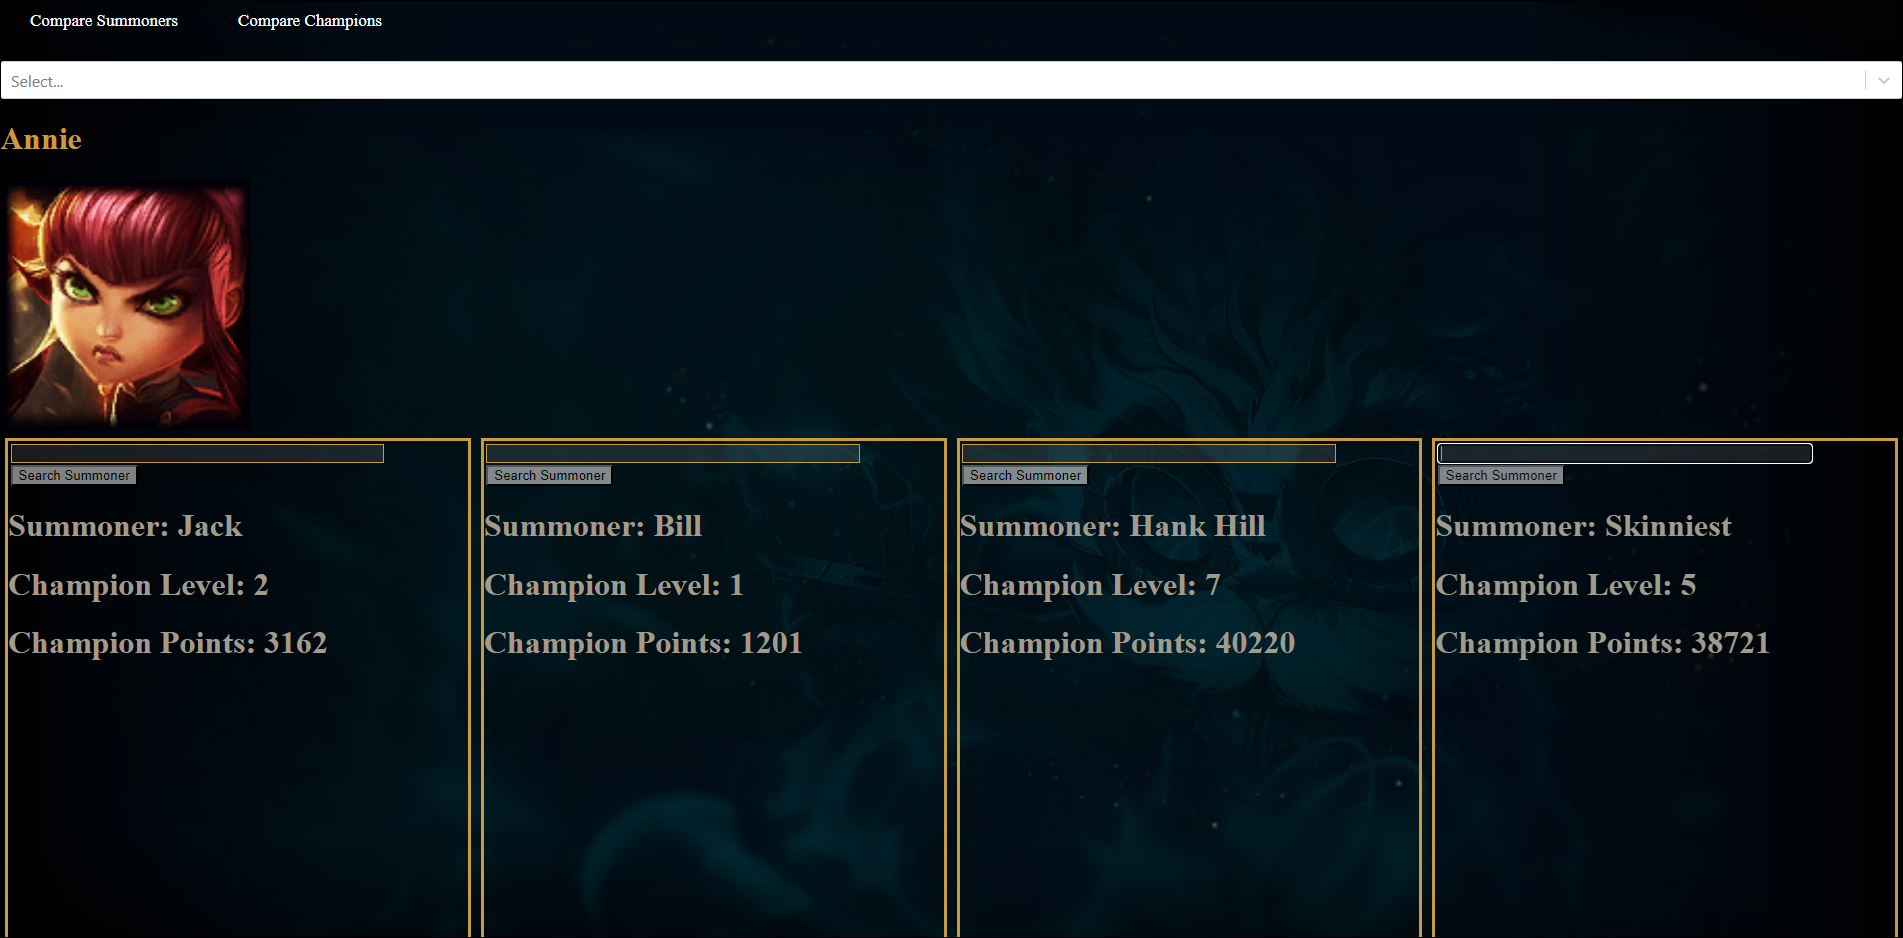 Compare Summoners Compare Champions
Select...
Annie
Search Summoner
Summoner: Jack
Champion Level: 2
Champion Points: 3162
Search Summoner
Summoner: Bill
Champion Level: 1
Champion Points: 1201
Search Summoner
Summoner: Hank Hill
Champion Level: 7
Champion Points: 40220
Search Summoner
Summoner: Skinniest
Champion Level: 5
Champion Points: 38721